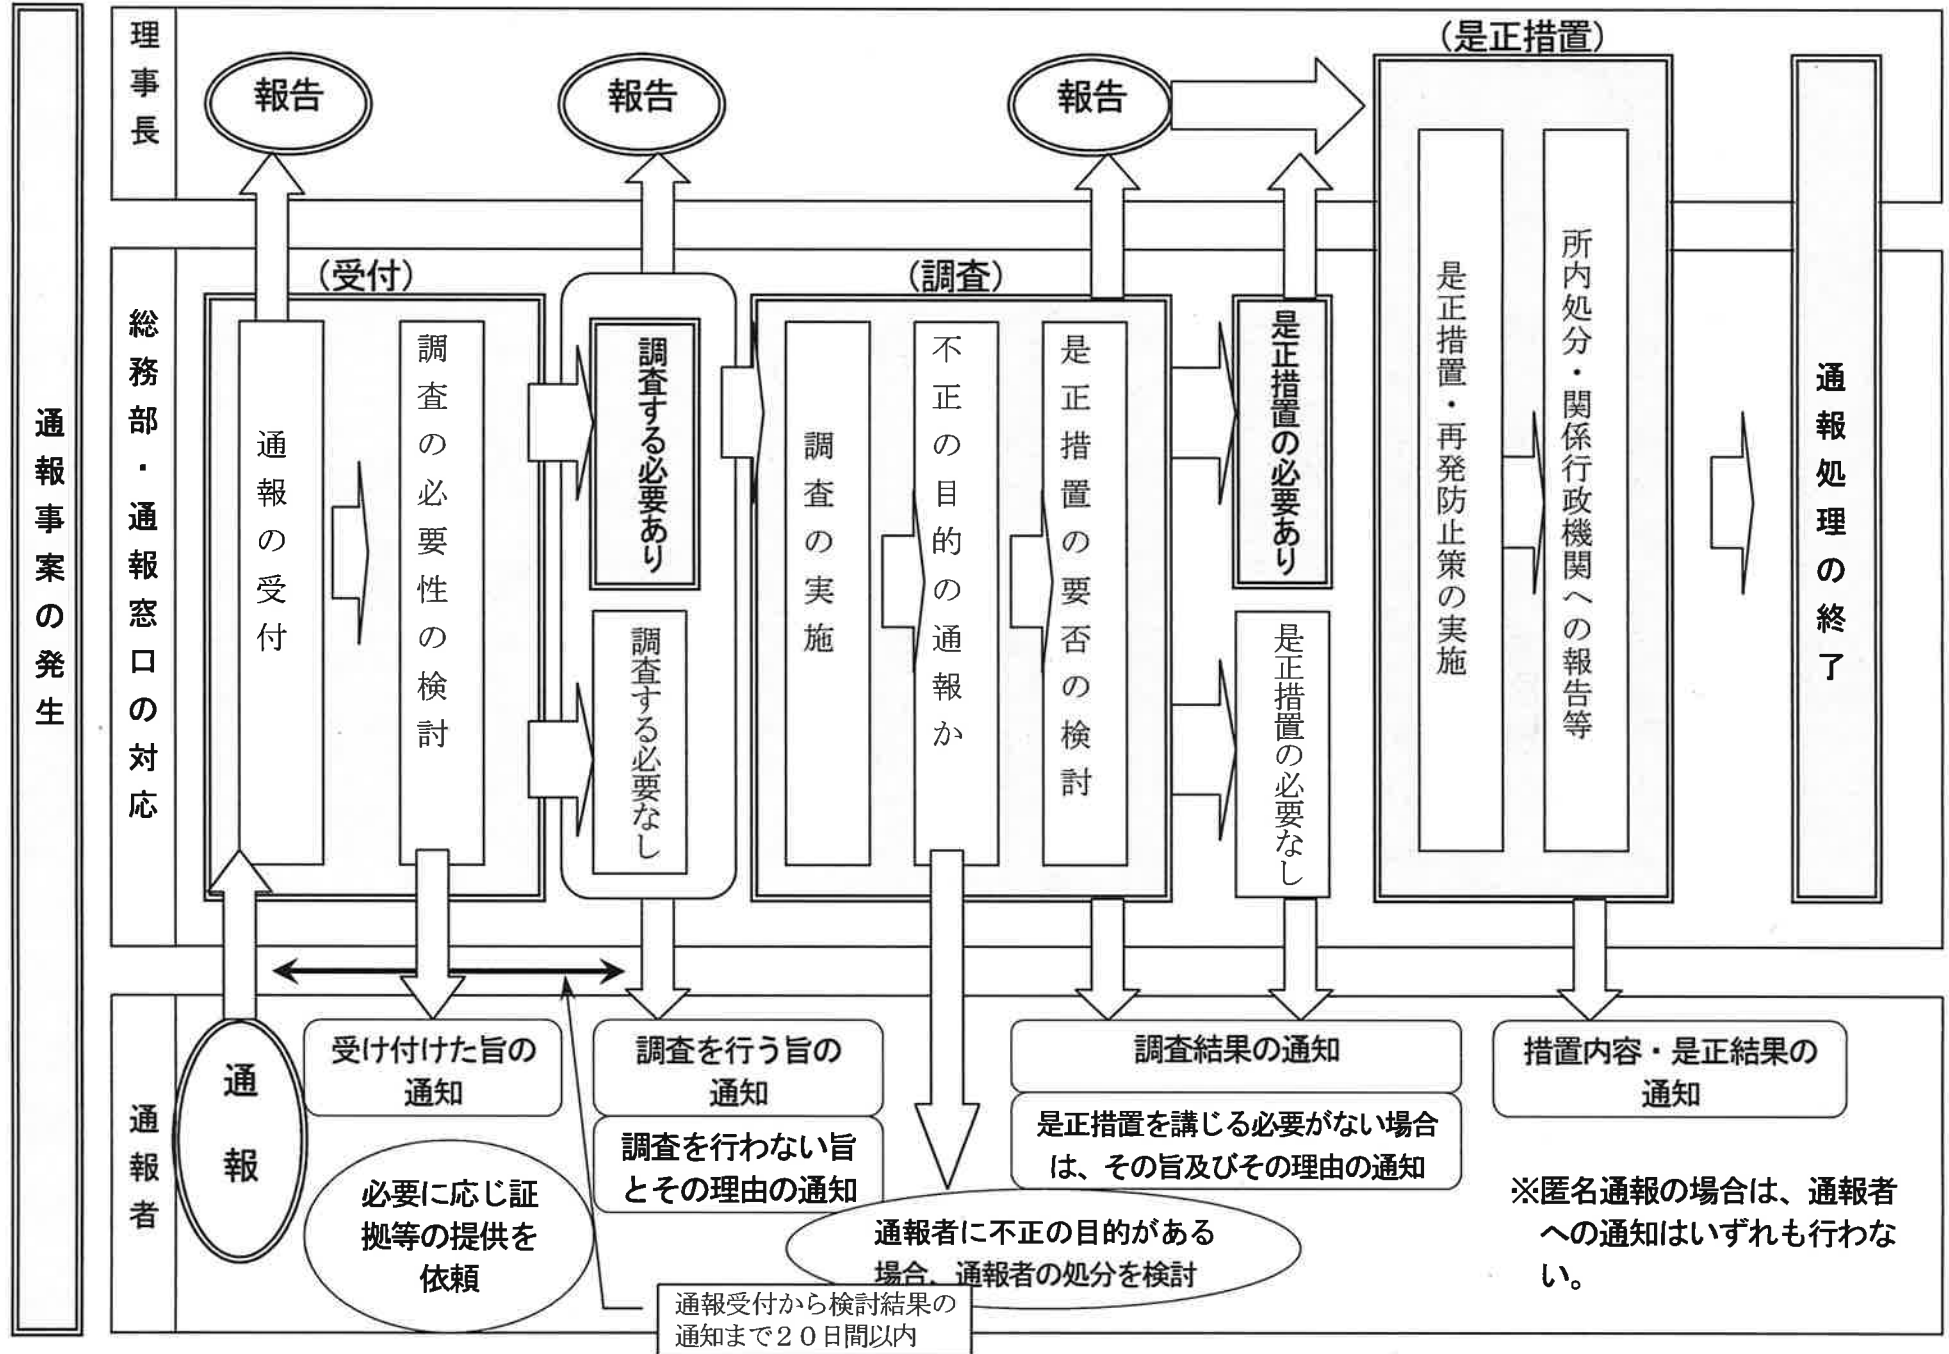 通報事案の発生
理事長
報告
報告
報告
（是正措置）
総務部・通報窓口の対応
（受付）
通報の受付
調査の必要性の検討
調査する必要あり
調査する必要なし
（調査）
調査の実施
不正の目的の通報か
是正措置の要否の検討
是正措置の必要あり
是正措置の必要なし
是正措置・再発防止策の実施
所内処分・関係行政機関への報告等
通報処理の終了
通報者
通報
受け付けた旨の
通知
必要に応じ証
拠等の提供を
依頼
調査を行う旨の
通知
調査を行わない旨
とその理由の通知
通報受付から検討結果の
通知まで２０日間以内
通報者に不正の目的がある
場合、通報者の処分を検討
調査結果の通知
是正措置を講じる必要がない場合
は、その旨及びその理由の通知
措置内容・是正結果の
通知
※匿名通報の場合は、通報者
への通知はいずれも行わな
い。